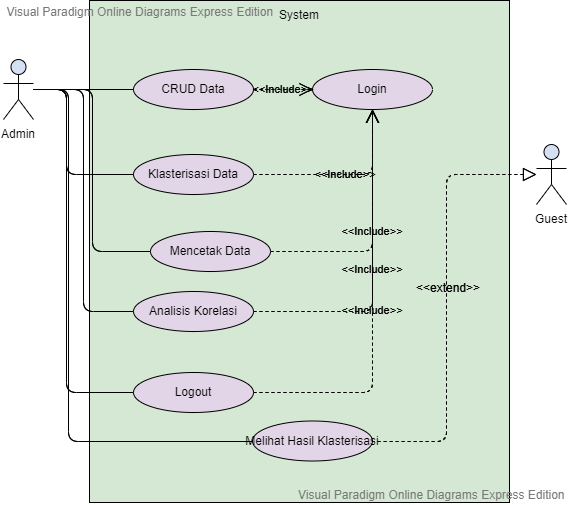 Visual Paradigm Online Diagrams Express Edition
System
CRUD Data
<<Include>>
Login
Admin
Klasterisasi Data
<<Include>>
Guest
Mencetak Data
<<Include>>
<<Include>>
<<extend>>
Analisis Korelasi
<<Include>>
Logout
Melihat Hasil Klasterisasi
Visual Paradigm Online Diagrams Express Edition